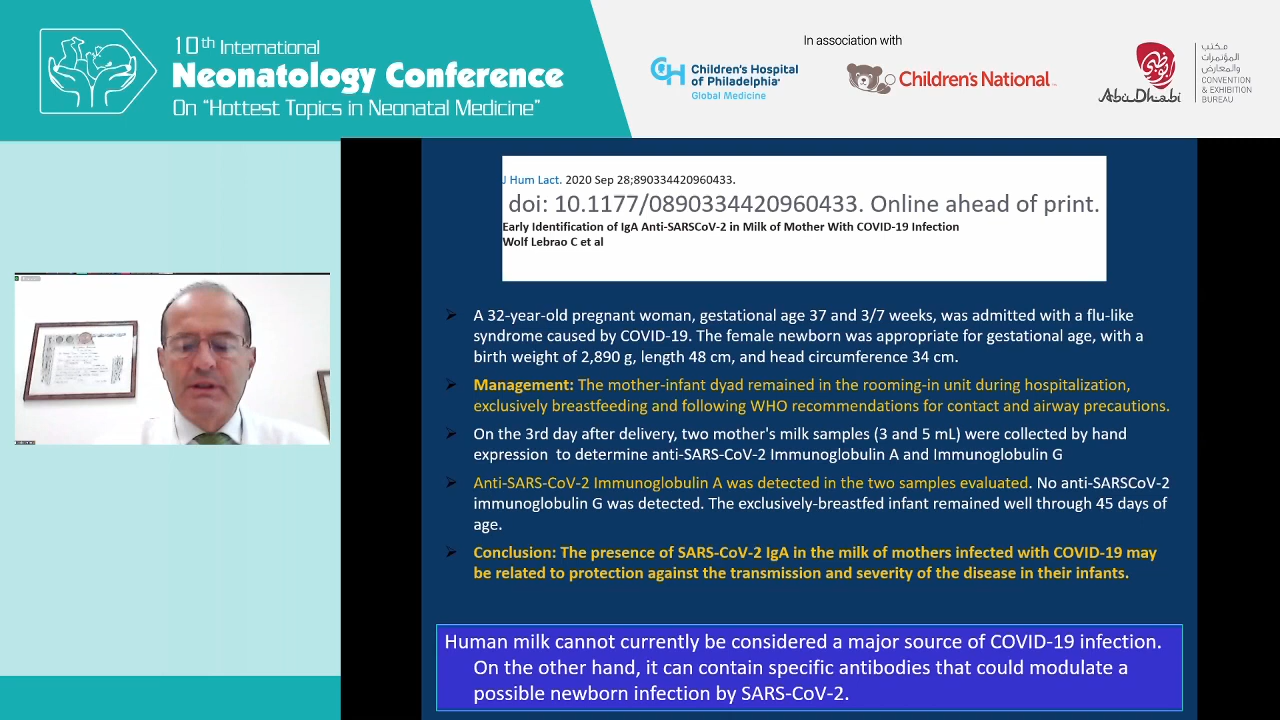 10th International
Neonatology Conference
On "Hottest Topics in Neonatal Medicine"
In association with
Children's Hospital
of Philadelphia
Global Medicine
Children's National
Abu Dhabi
مكتب
المؤتمرات
والمعارض
CONVENTION
& EXHIBITION
BUREAU
J Hum Lact. 2020 Sep 28;890334420960433.
doi: 10.1177/0890334420960433. Online ahead of print.
Early Identification of IgA Anti-SARSCoV-2 in Milk of Mother With COVID-19 Infection
Wolf Lebrao C et al
A 32-year-old pregnant woman, gestational age 37 and 3/7 weeks, was admitted with a flu-like
syndrome caused by COVID-19. The female newborn was appropriate for gestational age, with a
birth weight of 2,890 g, length 48 cm, and head circumference 34 cm.
Management: The mother-infant dyad remained in the rooming-in unit during hospitalization,
exclusively breastfeeding and following WHO recommendations for contact and airway precautions.
On the 3rd day after delivery, two mother's milk samples (3 and 5 mL) were collected by hand
expression to determine anti-SARS-CoV-2 Immunoglobulin A and Immunoglobulin G
Anti-SARS-CoV-2 Immunoglobulin A was detected in the two samples evaluated. No anti-SARSCoV-2
immunoglobulin G was detected. The exclusively-breastfed infant remained well through 45 days of
age.
Conclusion: The presence of SARS-CoV-2 IgA in the milk of mothers infected with COVID-19 may
be related to protection against the transmission and severity of the disease in their infants.
Human milk cannot currently be considered a major source of COVID-19 infection.
On the other hand, it can contain specific antibodies that could modulate a
possible newborn infection by SARS-CoV-2.